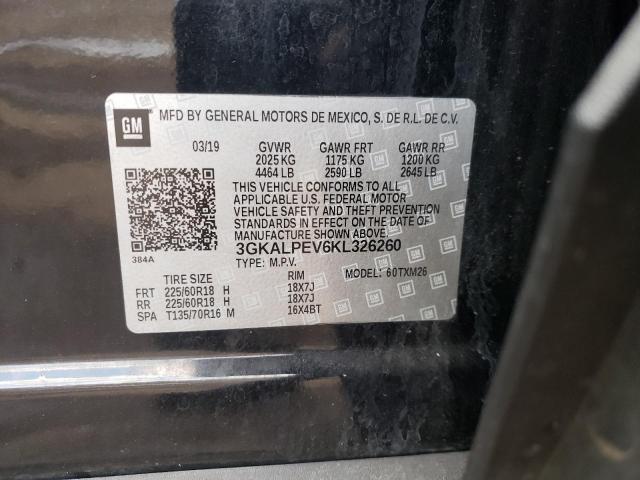 GM
MFD BY GENERAL MOTORS DE MEXICO, S. DE R.L. DE C.V.
03/19 GVWR GAWR FRT GAWR RR
2025 KG 1175 KG 1200 KG
4464 LB 2590 LB 2645 LB
THIS VEHICLE CONFORMS TO ALL
APPLICABLE U.S. FEDERAL MOTOR
VEHICLE SAFETY AND THEFT PREVENTION
STANDARDS IN EFFECT ON THE DATE OF
MANUFACTURE SHOWN ABOVE.
3GKALPEV6KL326260
384A
TYPE: M.P.V. MODEL: 60TXM26
TIRE SIZE RIM
FRT 225/60R18 H 18X7J
RR 225/60R18 H 18X7J
SPA T135/70R16 M 16X4BT